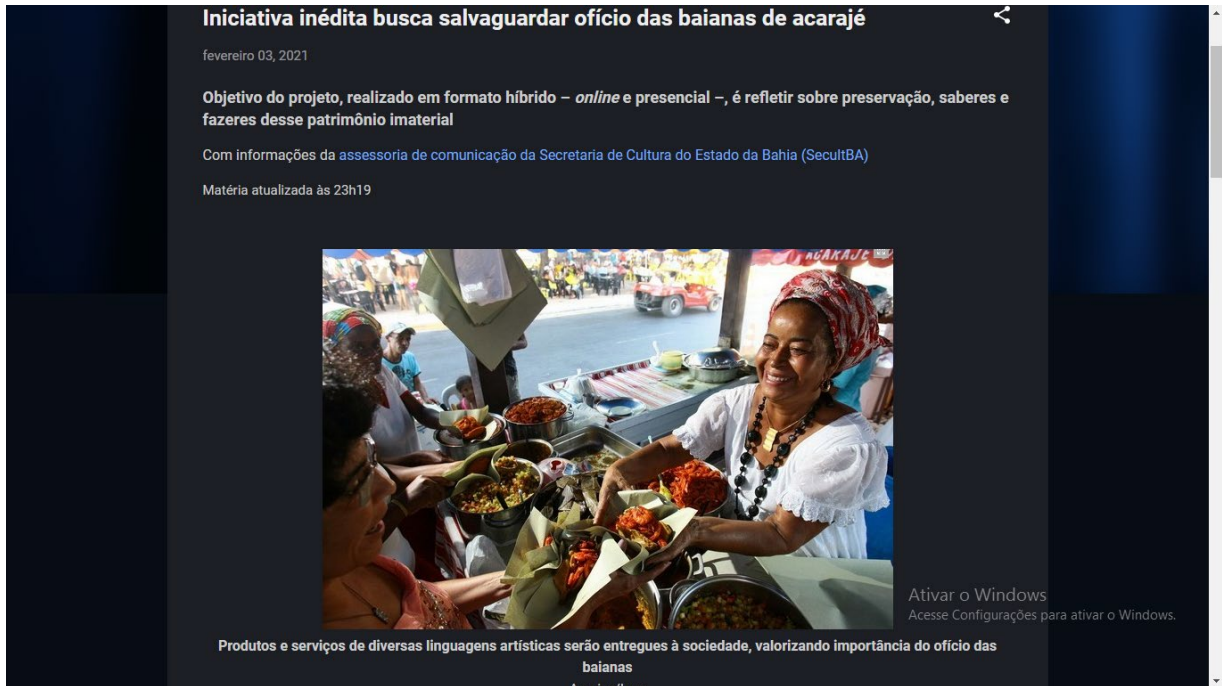 Iniciativa inédita busca salvaguardar ofício das baianas de acarajé
fevereiro 03, 2021
Objetivo do projeto, realizado em formato híbrido – online e presencial –, é refletir sobre preservação, saberes e
fazeres desse patrimônio imaterial
Com informações da assessoria de comunicação da Secretaria de Cultura do Estado da Bahia (SecultBA)
Matéria atualizada às 23h19
ACARAJE
Ativar o Windows
Acesse Configurações para ativar o Windows.
Produtos e serviços de diversas linguagens artísticas serão entregues à sociedade, valorizando importância do ofício das
baianas